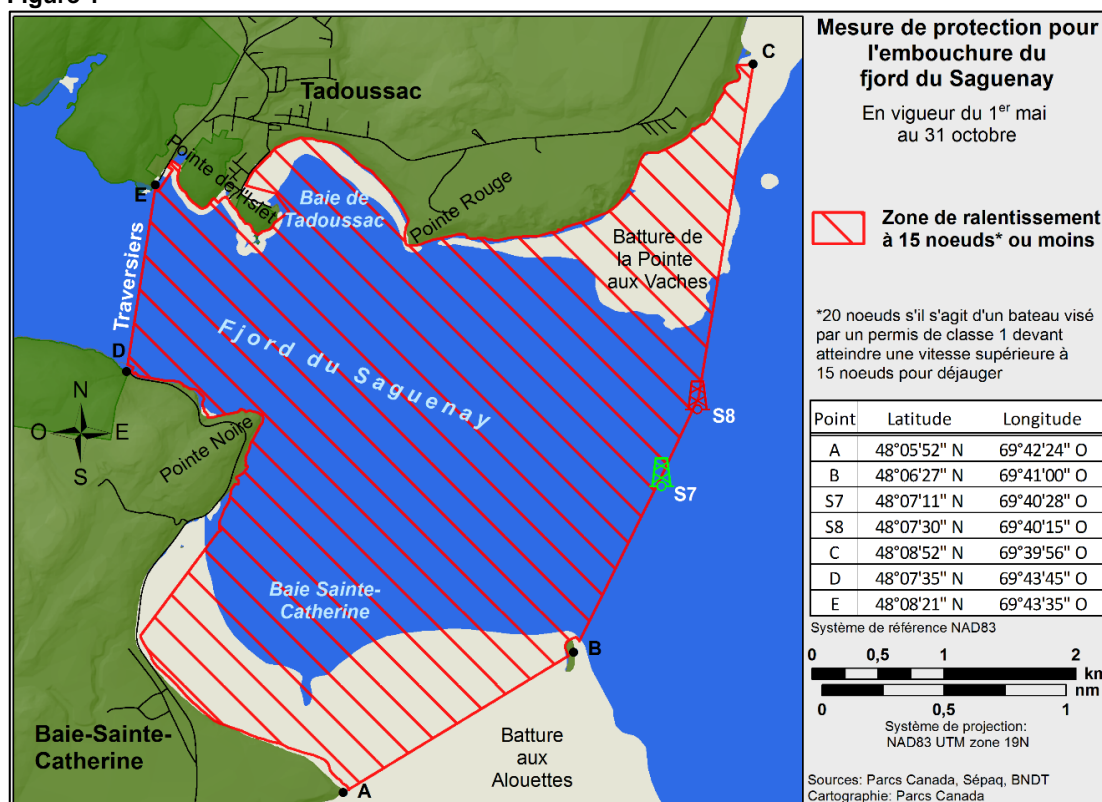 Figure 1
Mesure de protection pour
l'embouchure du
fjord du Saguenay
En vigueur du 1er mai
au 31 octobre
Zone de ralentissement
à 15 noeuds* ou moins
*20 noeuds s'il s'agit d'un bateau visé
par un permis de classe 1 devant
atteindre une vitesse supérieure à
15 noeuds pour déjauger
Point Latitude Longitude
A 48°05'52" N 69°42'24" O
B 48°06'27" N 69°41'00" O
S7 48°07'11" N 69°40'28" O
S8 48°07'30" N 69°40'15" O
C 48°08'52" N 69°39'56" O
D 48°07'35" N 69°43'45" O
E 48°08'21" N 69°43'35" O
Système de référence NAD83
0 0,5 1 2
km
nm
0 0,5 1
Système de projection:
NAD83 UTM zone 19N
Sources: Parcs Canada, Sépaq, BNDT
Cartographie: Parcs Canada
C
Tadoussac
Pointe de l'Islet
E
Baie de
Tadoussac
Pointe Rouge
Batture de
la Pointe
aux Vaches
Traversiers
Fjord du Saguenay
D
N
O E
S
Pointe Noire
S8
S7
Baie Sainte-
Catherine
B
Baie-Sainte-
Catherine
Batture
aux
Alouettes
A